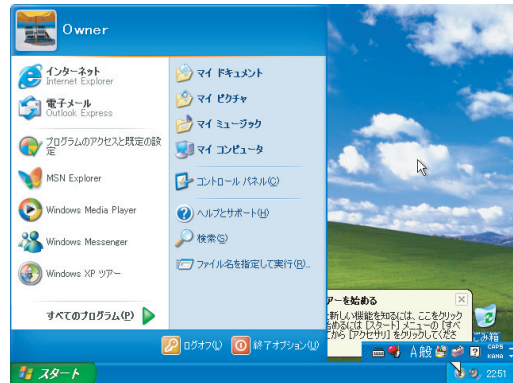 Owner
インターネット
Internet Explorer
電子メール
Outlook Express
プログラムのアクセスと既定の設
定
MSN Explorer
Windows Media Player
Windows Messenger
Windows XP ツアー
すべてのプログラム(P)
マイ ドキュメント
マイ ピクチャ
マイ ミュージック
マイ コンピュータ
コントロール パネル(C)
ヘルプとサポート(H)
検索(S)
ファイル名を指定して実行(R)...
ログオフ(L)
終了オプション(U)
アーを始める
新しい機能を知るには、ここをクリック
始めるには [スタート] メニューの [すべ
から [アクセサリ] をクリックしてくださ
ごみ箱
A 般
CAPS
KANA
スタート
22:51